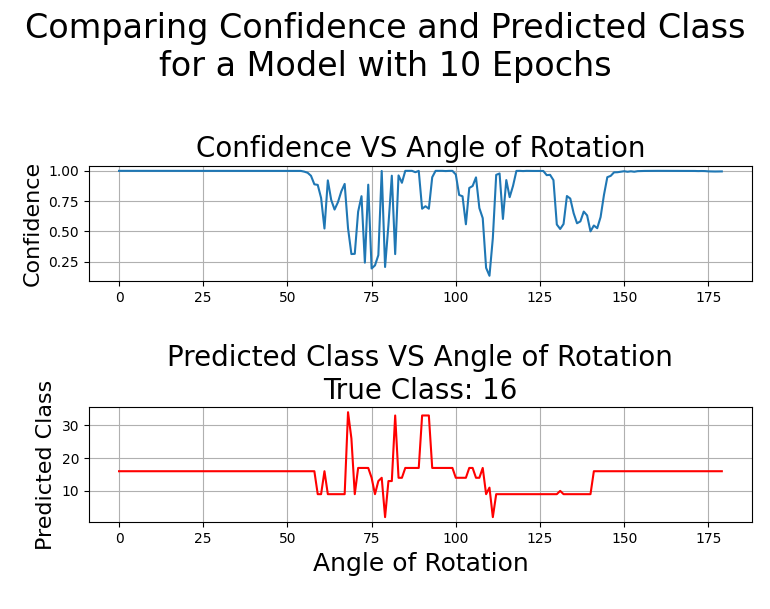 Comparing Confidence and Predicted Class
for a Model with 10 Epochs
Confidence VS Angle of Rotation
Confidence
1.00
0.75
0.50
0.25
0 25 50 75 100 125 150 175
Predicted Class VS Angle of Rotation
True Class: 16
Predicted Class
30
20
10
0 25 50 75 100 125 150 175
Angle of Rotation